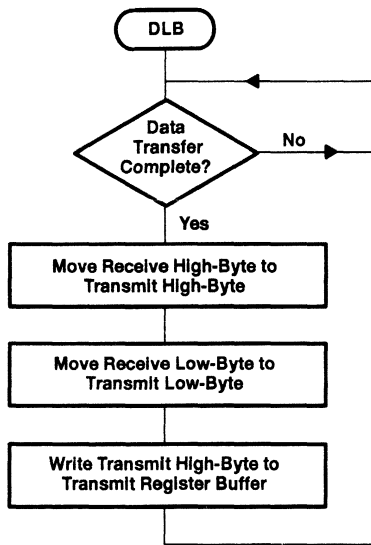 DLB
Data
Transfer
Complete?
No
Yes
Move Receive High-Byte to
Transmit High-Byte
Move Receive Low-Byte to
Transmit Low-Byte
Write Transmit High-Byte to
Transmit Register Buffer